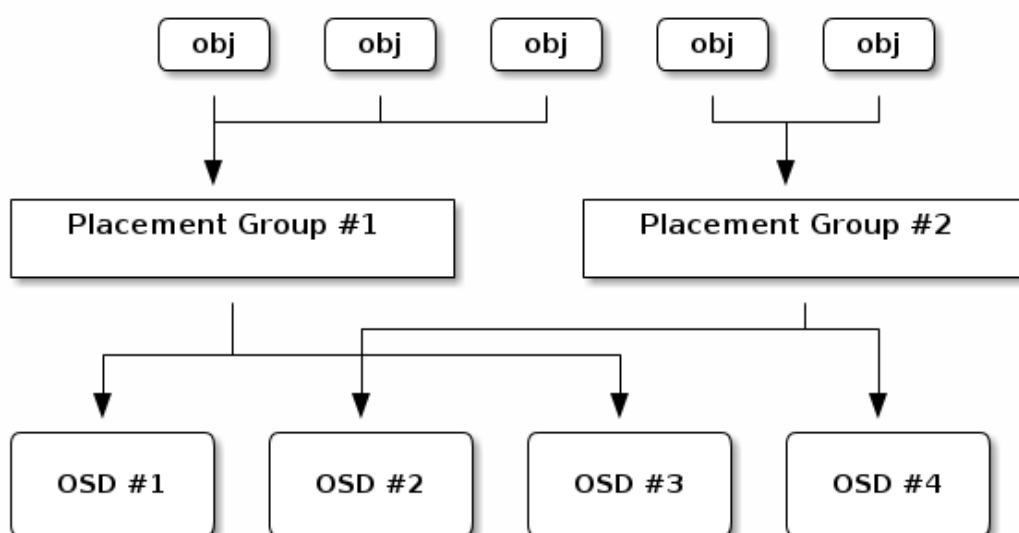 obj obj obj obj obj
Placement Group #1 Placement Group #2
OSD #1 OSD #2 OSD #3 OSD #4